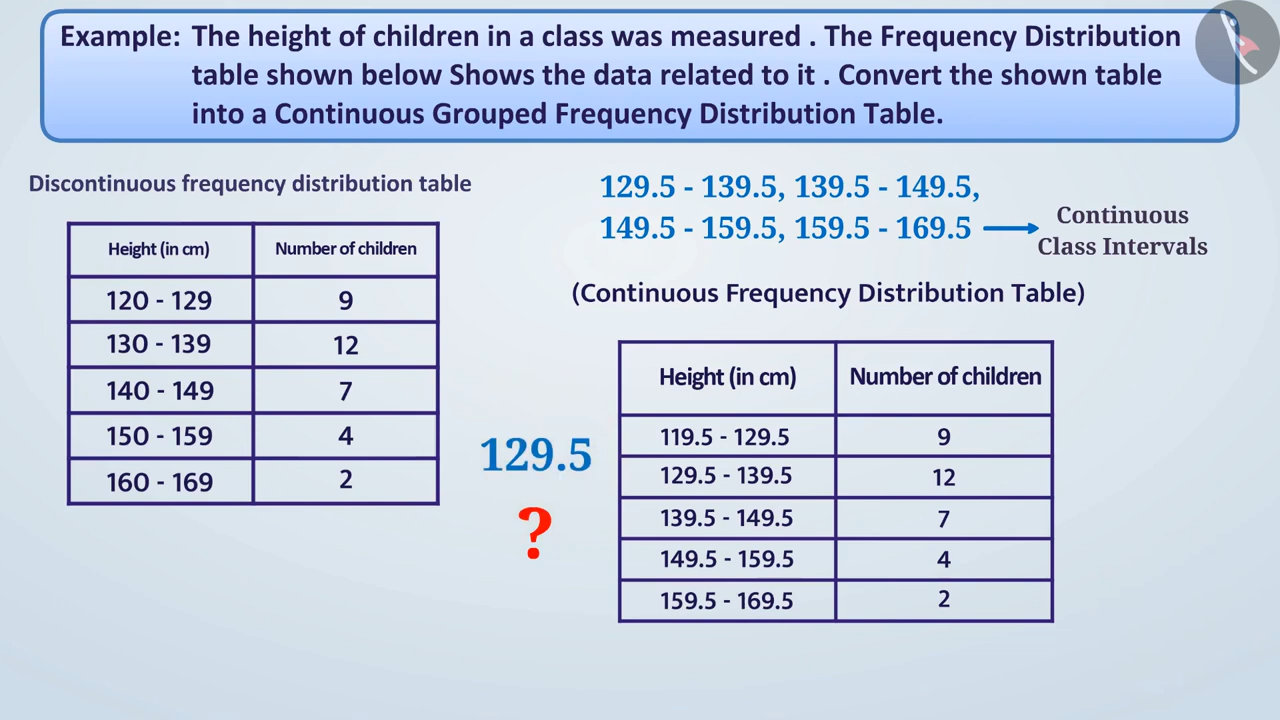 Example: The height of children in a class was measured . The Frequency Distribution
table shown below Shows the data related to it . Convert the shown table
into a Continuous Grouped Frequency Distribution Table.
Discontinuous frequency distribution table
Height (in cm) Number of children
120 - 129 9
130 - 139 12
140 - 149 7
150 - 159 4
160 - 169 2
129.5 - 139.5, 139.5 - 149.5,
149.5 - 159.5, 159.5 - 169.5
Continuous
Class Intervals
(Continuous Frequency Distribution Table)
129.5
?
Height (in cm) Number of children
119.5 - 129.5 9
129.5 - 139.5 12
139.5 - 149.5 7
149.5 - 159.5 4
159.5 - 169.5 2